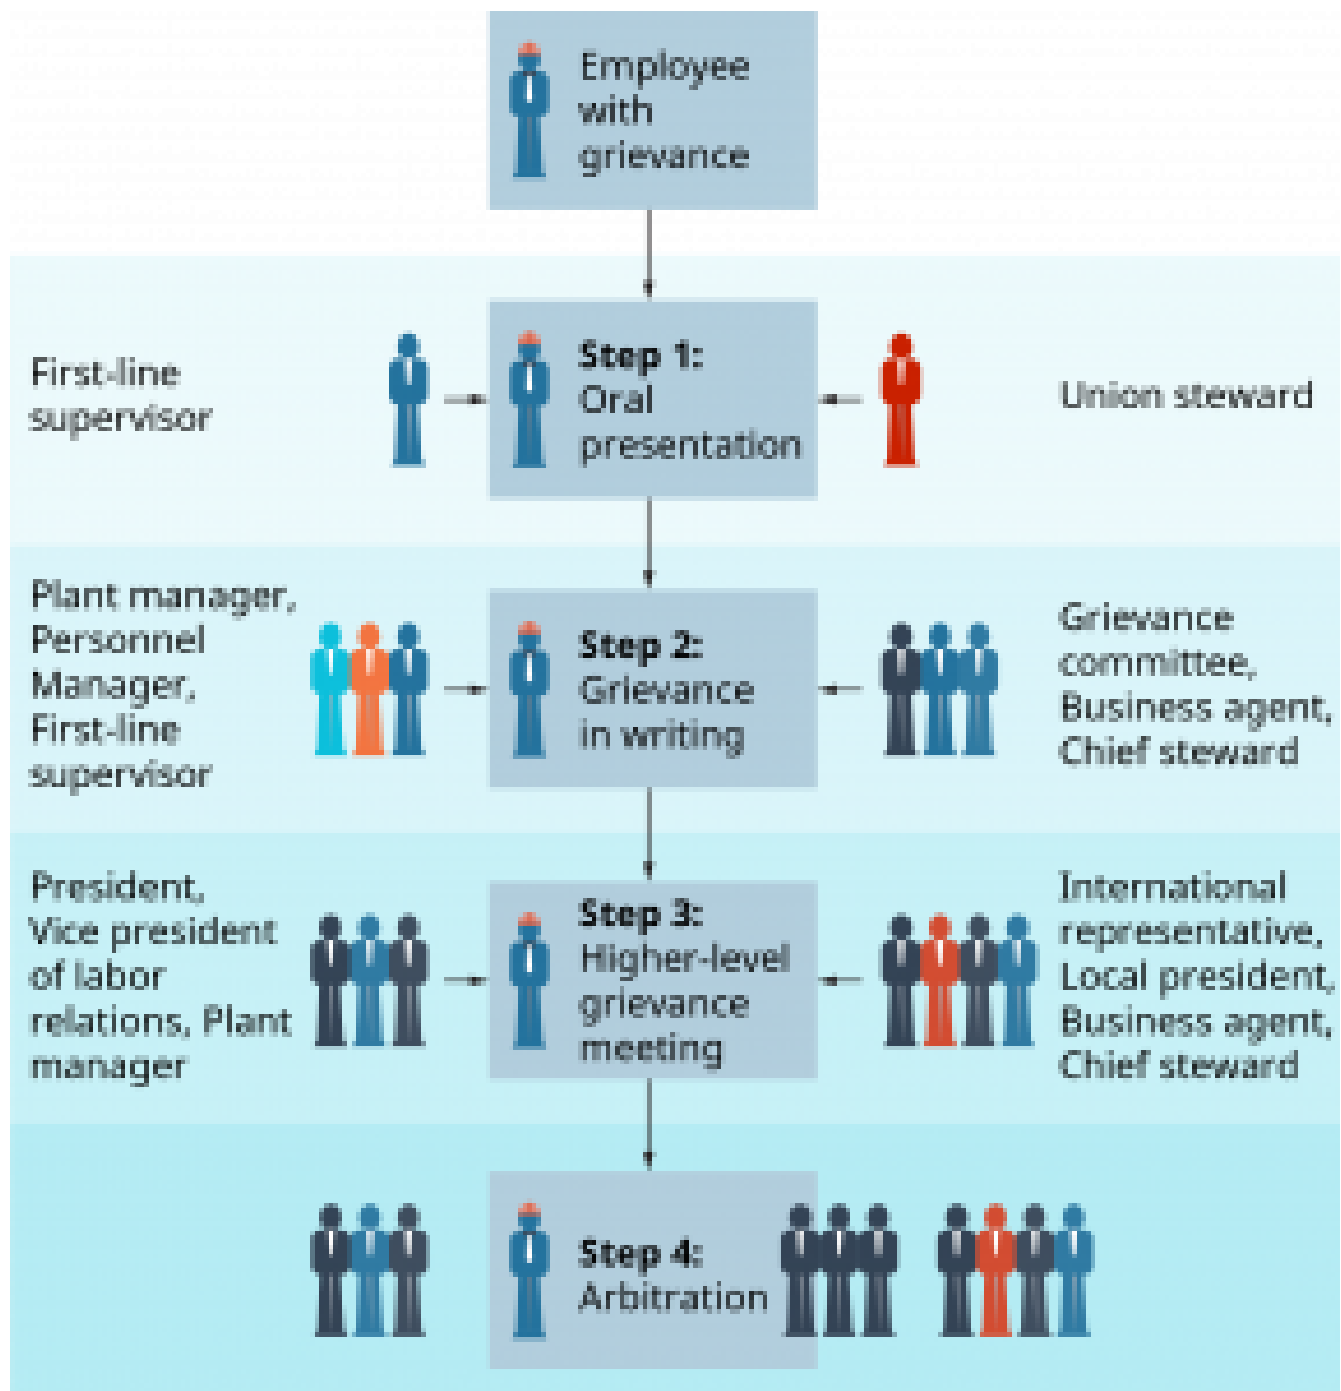 Employee
with
grievance
First-line
supervisor
Step 1:
Oral
presentation
Union steward
Plant manager,
Personnel
Manager,
First-line
supervisor
Step 2:
Grievance
in writing
Grievance
committee,
Business agent,
Chief steward
President,
Vice president
of labor
relations, Plant
manager
Step 3:
Higher-level
grievance
meeting
International
representative,
Local president,
Business agent,
Chief steward
Step 4:
Arbitration